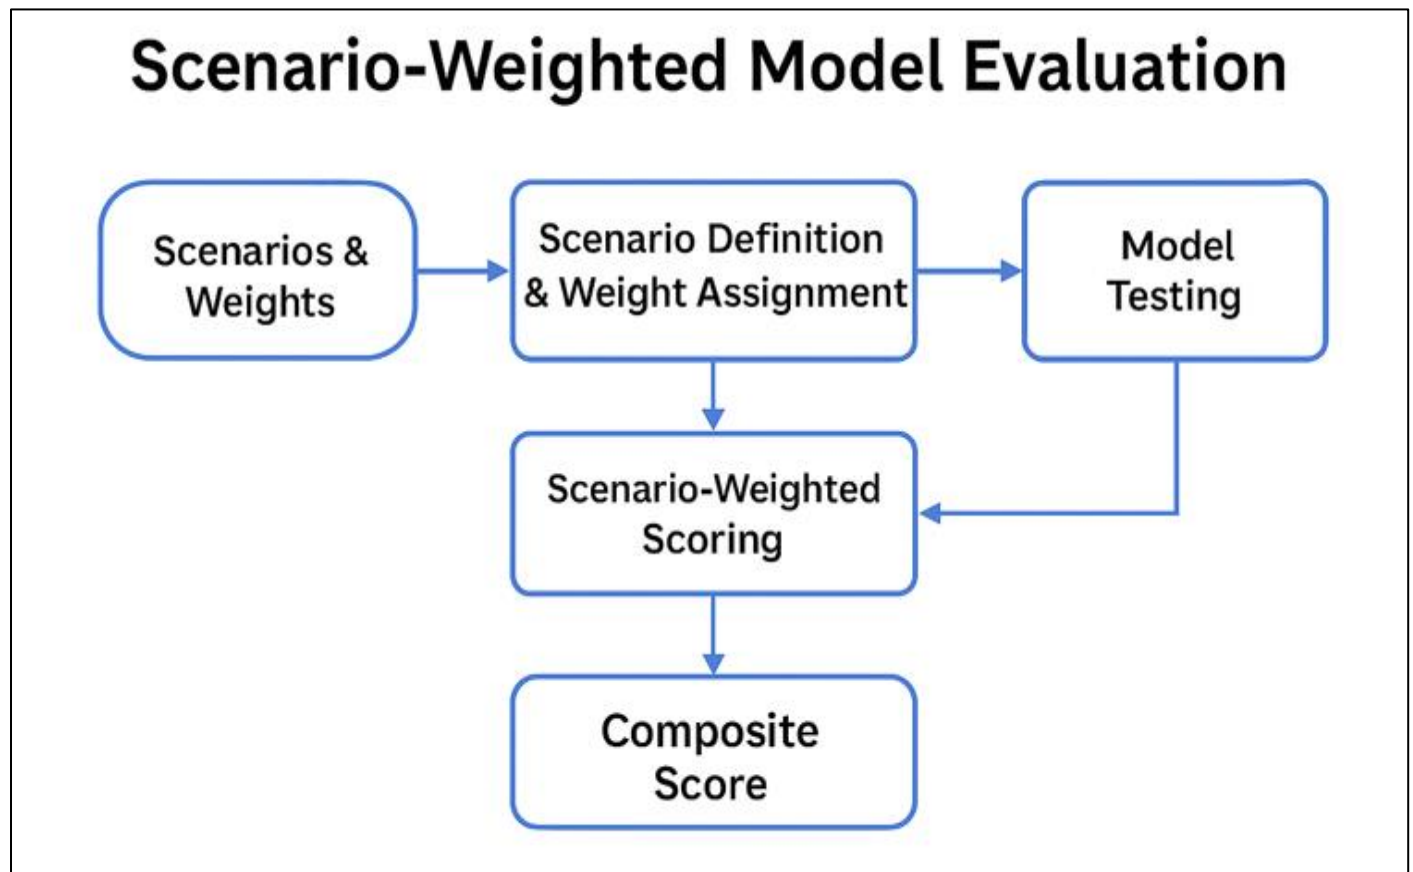 Scenario-Weighted Model Evaluation
Scenarios &
Weights
Scenario Definition
& Weight Assignment
Model
Testing
Scenario-Weighted
Scoring
Composite
Score